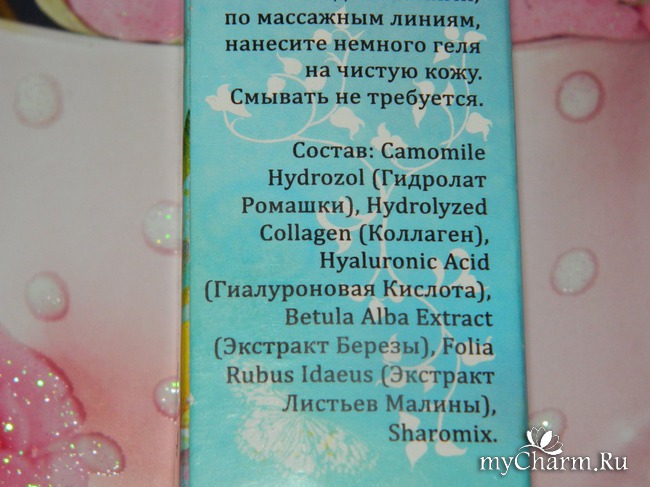 по массажным линиям,
нанесите немного геля
на чистую кожу.
Смывать не требуется.
Состав: Camomile
Hydrozol (Гидролат
Ромашки), Hydrolyzed
Collagen (Коллаген),
Hyaluronic Acid
(Гиалуроновая Кислота),
Betula Alba Extract
(Экстракт Березы), Folia
Rubus Idaeus (Экстракт
Листьев Малины),
Sharomix.
myCharm.Ru